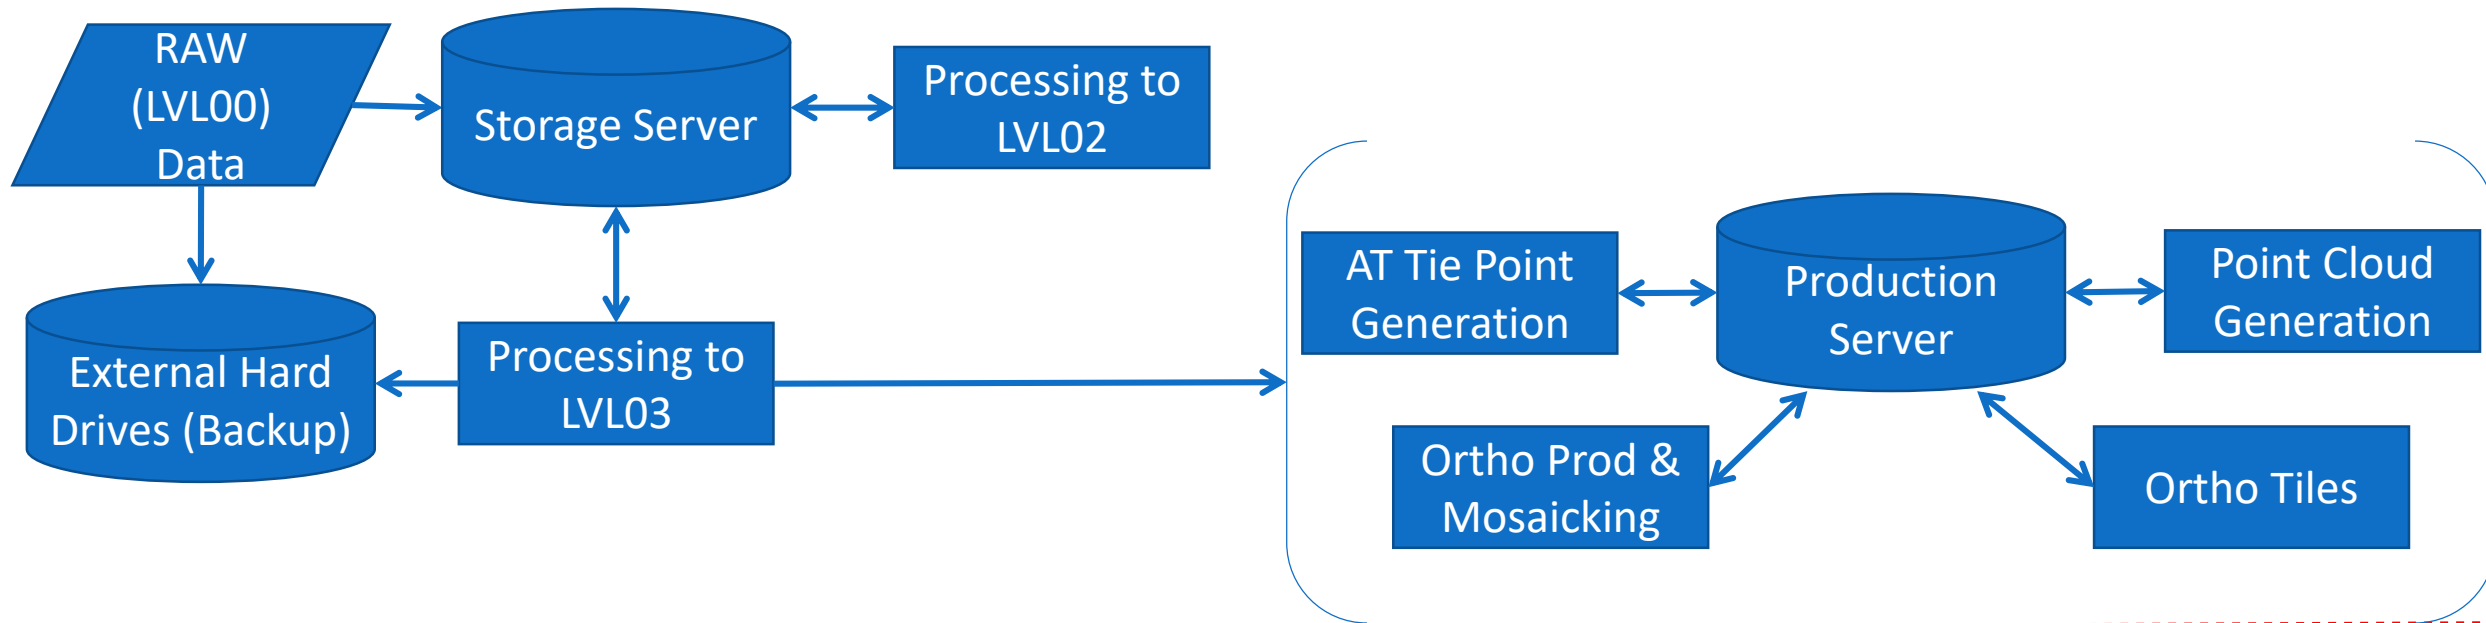 RAW
(LVL00)
Data
Storage Server
Processing to
LVL02
External Hard
Drives (Backup)
Processing to
LVL03
AT Tie Point
Generation
Production
Server
Point Cloud
Generation
Ortho Prod &
Mosaicking
Ortho Tiles